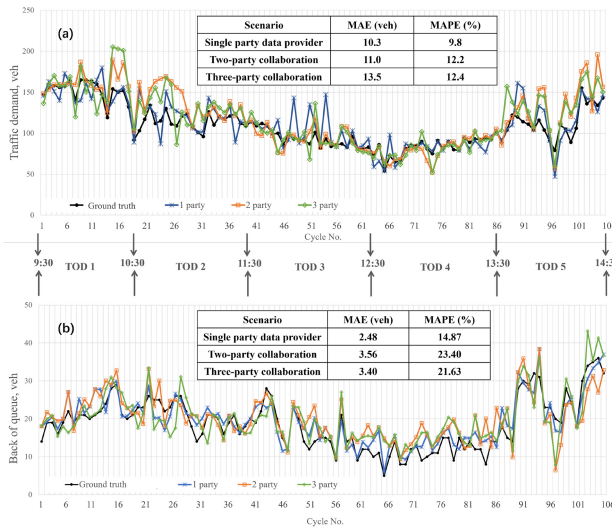 (a)
Scenario MAE (veh) MAPE (%)
Single party data provider 10.3 9.8
Two-party collaboration 11.0 12.2
Three-party collaboration 13.5 12.4
Traffic demand, veh
250
200
150
100
50
0
Ground truth 1 party 2 party 3 party
1 6 11 16 21 26 31 36 41 46 51 56 61 66 71 76 81 86 91 96 101 106
Cycle No.
9:30 TOD 1 10:30 TOD 2 11:30 TOD 3 12:30 TOD 4 13:30 TOD 5 14:3
(b)
Scenario MAE (veh) MAPE (%)
Single party data provider 2.48 14.87
Two-party collaboration 3.56 23.40
Three-party collaboration 3.40 21.63
Back of queue, veh
50
40
30
20
10
0
Ground truth 1 party 2 party 3 party
1 6 11 16 21 26 31 36 41 46 51 56 61 66 71 76 81 86 91 96 101 106
Cycle No.